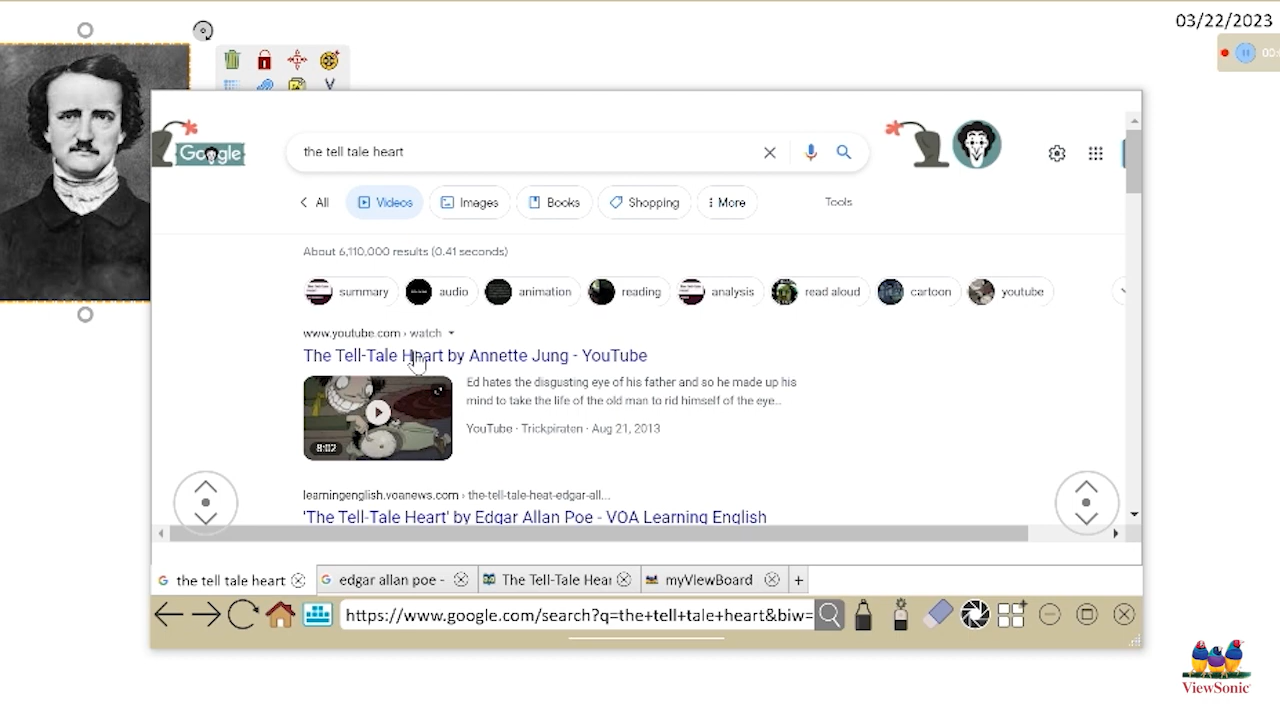 03/22/2023
00:
Google
the tell tale heart
All
Videos
Images
Books
Shopping
More
Tools
About 6,110,000 results (0.41 seconds)
summary
audio
animation
reading
analysis
read aloud
cartoon
youtube
www.youtube.com › watch
The Tell-Tale Heart by Annette Jung - YouTube
Ed hates the disgusting eye of his father and so he made up his
mind to take the life of the old man to rid himself of the eye...
8:02
YouTube · Trickpiraten · Aug 21, 2013
learningenglish.voanews.com › the-tell-tale-heat-edgar-all...
'The Tell-Tale Heart' by Edgar Allan Poe - VOA Learning English
the tell tale heart
edgar allan poe -
The Tell-Tale Hear
myViewBoard
https://www.google.com/search?q=the+tell+tale+heart&biw=
ViewSonic